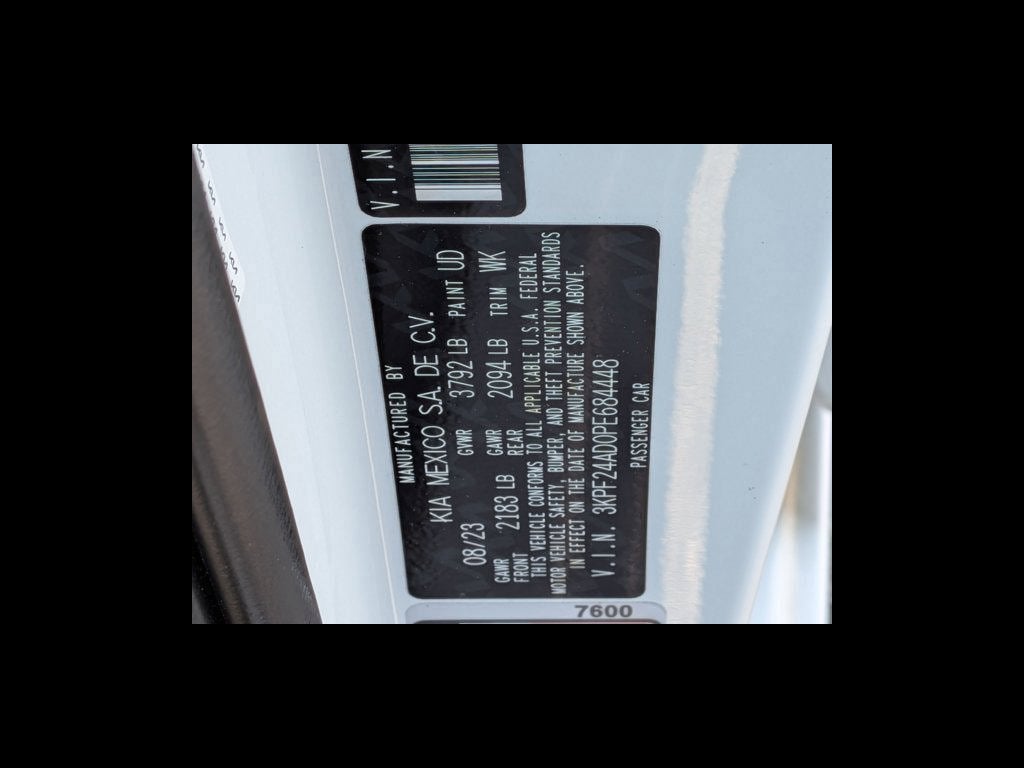 V.I.N
MANUFACTURED BY
KIA MEXICO S.A. DE C.V.
08/23 GVWR 3792 LB PAINT UD
GAWR FRONT 2183 LB GAWR REAR 2094 LB TRIM WK
THIS VEHICLE CONFORMS TO ALL APPLICABLE U.S.A. FEDERAL
MOTOR VEHICLE SAFETY, BUMPER, AND THEFT PREVENTION STANDARDS
IN EFFECT ON THE DATE OF MANUFACTURE SHOWN ABOVE.
V.I.N. 3KPF24AD0PE684448
PASSENGER CAR
7600